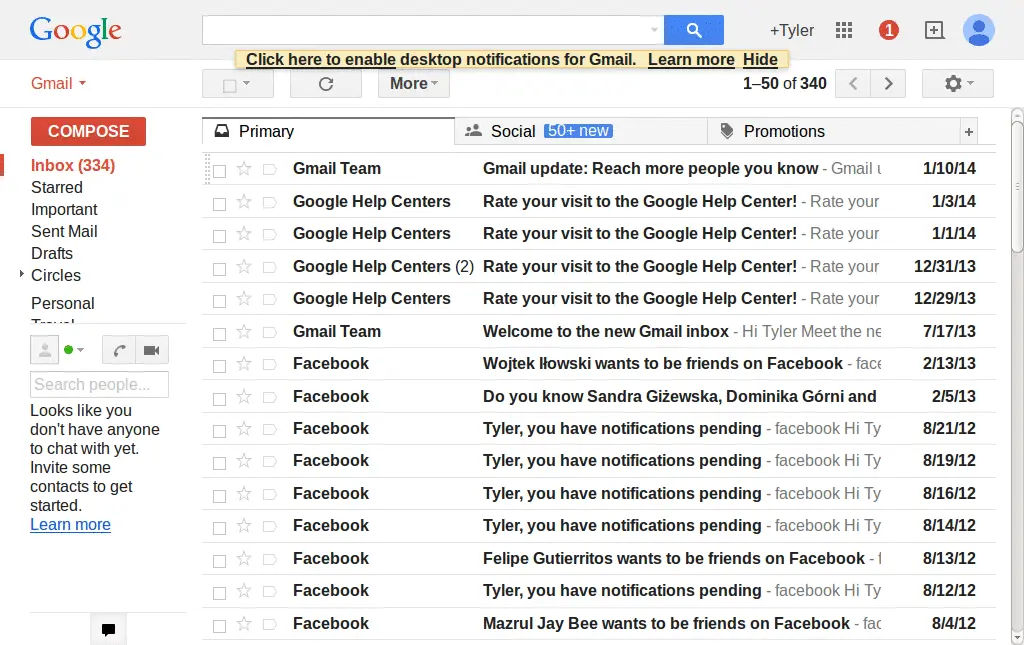 Google
+Tyler
1
Click here to enable desktop notifications for Gmail. Learn more Hide
Gmail
More
1–50 of 340
COMPOSE
Inbox (334)
Starred
Important
Sent Mail
Drafts
Circles
Personal
Search people...
Looks like you
don't have anyone
to chat with yet.
Invite some
contacts to get
started.
Learn more
Primary
Social 50+ new
Promotions
+
Gmail Team Gmail update: Reach more people you know - Gmail 1/10/14
Google Help Centers Rate your visit to the Google Help Center! - Rate your 1/3/14
Google Help Centers Rate your visit to the Google Help Center! - Rate your 1/1/14
Google Help Centers (2) Rate your visit to the Google Help Center! - Rate your 12/31/13
Google Help Centers Rate your visit to the Google Help Center! - Rate your 12/29/13
Gmail Team Welcome to the new Gmail inbox - Hi Tyler Meet the ne 7/17/13
Facebook Wojtek Iłowski wants to be friends on Facebook - face 2/13/13
Facebook Do you know Sandra Giżewska, Dominika Górni and 2/5/13
Facebook Tyler, you have notifications pending - facebook Hi Ty 8/21/12
Facebook Tyler, you have notifications pending - facebook Hi Ty 8/19/12
Facebook Tyler, you have notifications pending - facebook Hi Ty 8/16/12
Facebook Tyler, you have notifications pending - facebook Hi Ty 8/14/12
Facebook Felipe Gutierritos wants to be friends on Facebook - f 8/13/12
Facebook Tyler, you have notifications pending - facebook Hi Ty 8/12/12
Facebook Mazrul Jay Bee wants to be friends on Facebook - fac 8/4/12